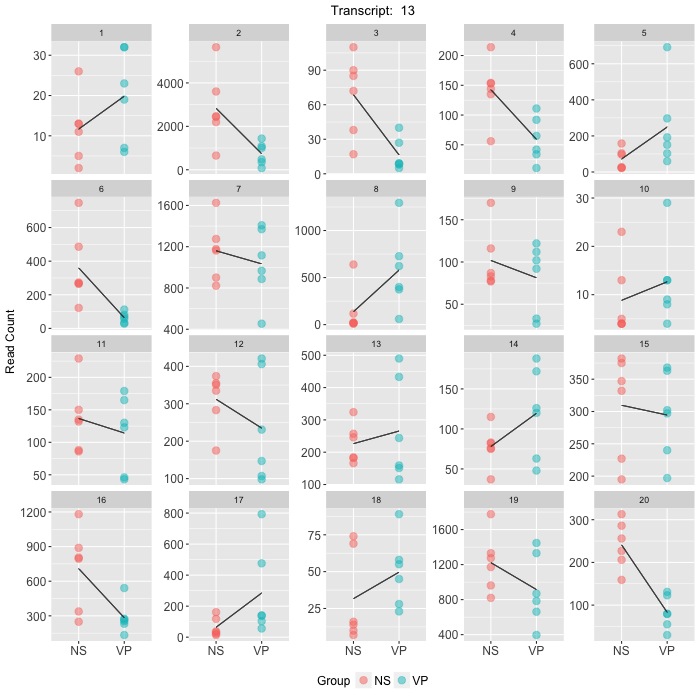 Transcript: 13
1 2 3 4 5
30 20 10
4000 2000 0
90 60 30 0
200 150 100 50
600 400 200 0
6 7 8 9 10
600 400 200 0
1600 1200 800 400
1000 500 0
150 100 50
30 20 10
Read Count
11 12 13 14 15
200 150 100 50
400 300 200 100
500 400 300 200 100
150 100 50
350 300 250 200
16 17 18 19 20
1200 900 600 300
800 600 400 200 0
75 50 25
1600 1200 800 400
300 200 100
NS VP NS VP NS VP NS VP NS VP
Group NS VP